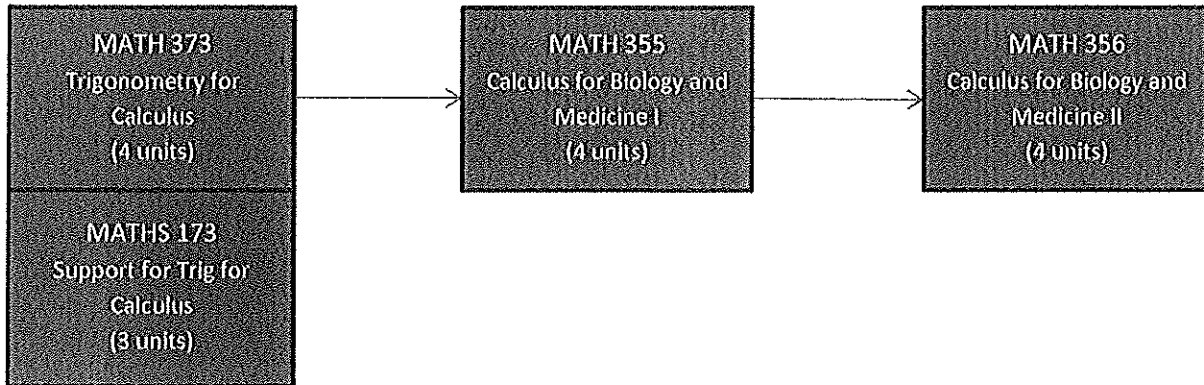 MATH 373
Trigonometry for
Calculus
(4 units)
MATHS 173
Support for Trig for
Calculus
(3 units)
MATH 355
Calculus for Biology and
Medicine I
(4 units)
MATH 356
Calculus for Biology and
Medicine II
(4 units)